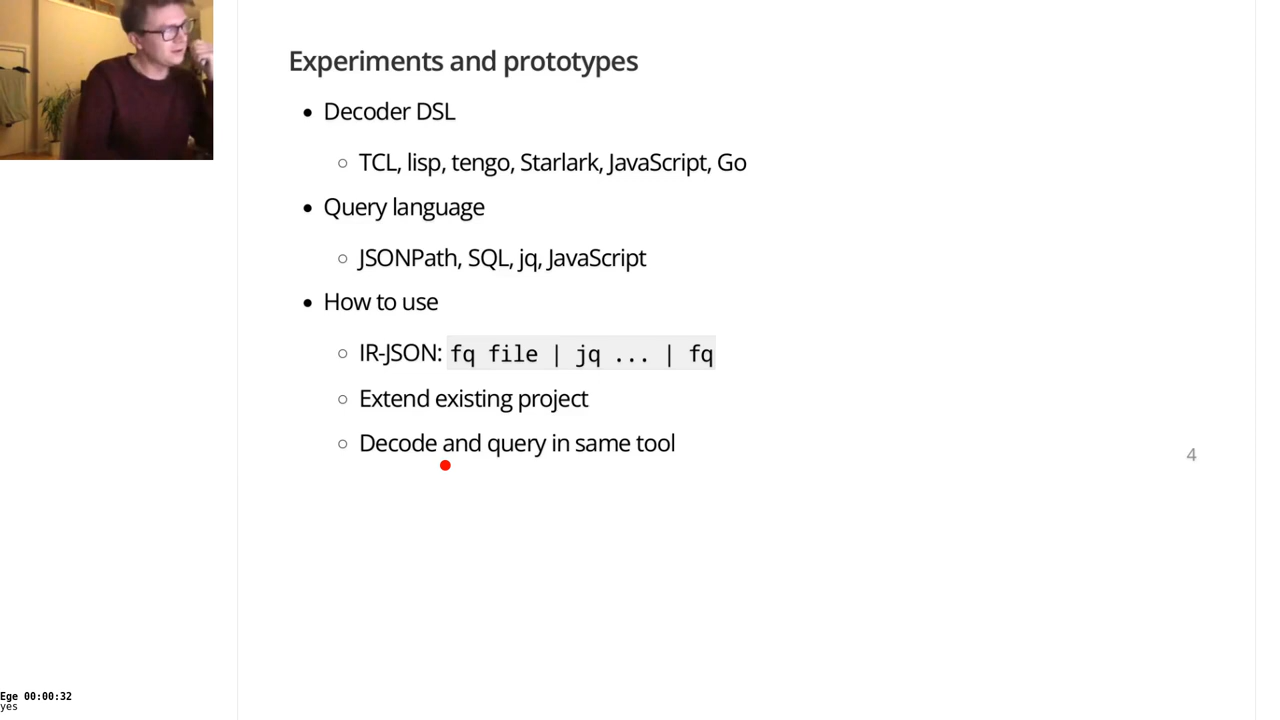 Experiments and prototypes
• Decoder DSL
○ TCL, lisp, tengo, Starlark, JavaScript, Go
• Query language
○ JSONPath, SQL, jq, JavaScript
• How to use
○ IR-JSON: fq file | jq ... | fq
○ Extend existing project
○ Decode and query in same tool
4
Ege 00:00:32
yes